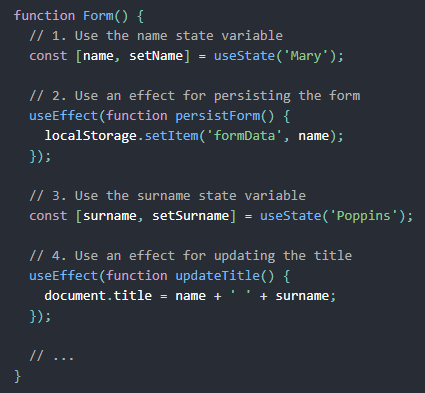 function Form() {
// 1. Use the name state variable
const [name, setName] = useState('Mary');
// 2. Use an effect for persisting the form
useEffect(function persistForm() {
localStorage.setItem('formData', name);
});
// 3. Use the surname state variable
const [surname, setSurname] = useState('Poppins');
// 4. Use an effect for updating the title
useEffect(function updateTitle() {
document.title = name + ' ' + surname;
});
// ...
}